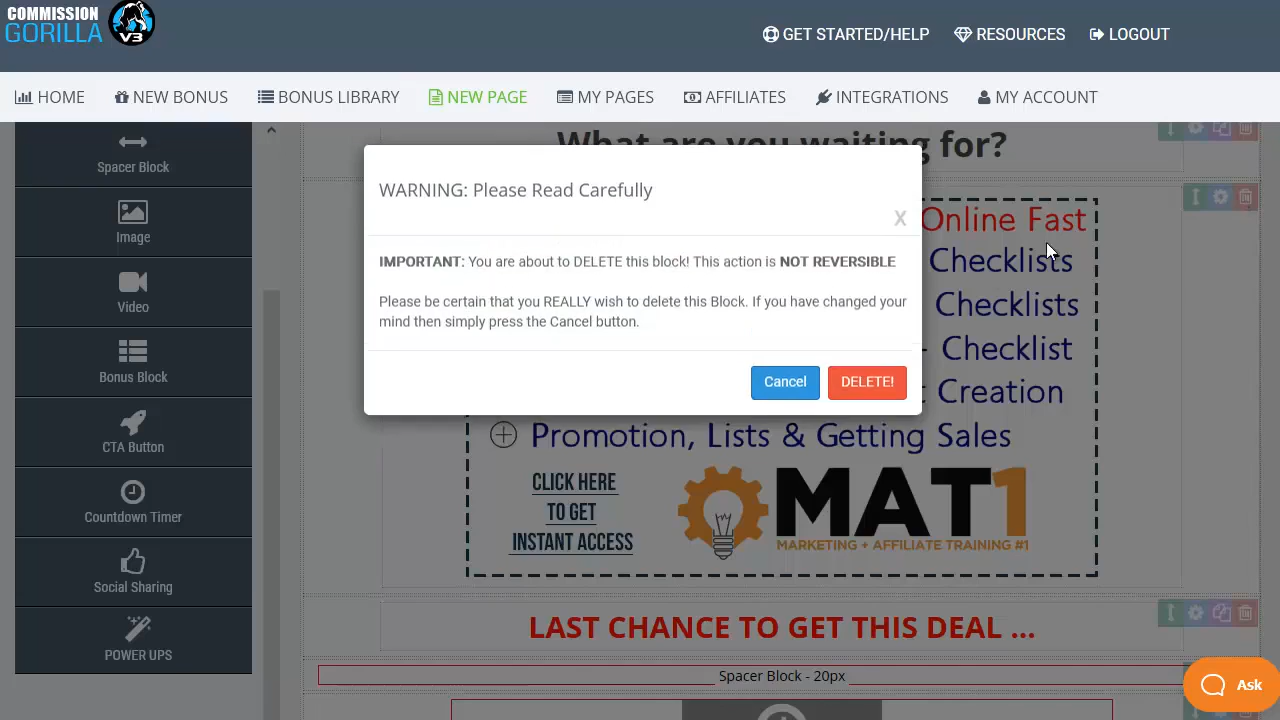 COMMISSION
GORILLA
V3
GET STARTED/HELP
RESOURCES
LOGOUT
HOME
NEW BONUS
BONUS LIBRARY
NEW PAGE
MY PAGES
AFFILIATES
INTEGRATIONS
MY ACCOUNT
Spacer Block
Image
Video
Bonus Block
CTA Button
Countdown Timer
Social Sharing
POWER UPS
What are you waiting for?
WARNING: Please Read Carefully
X
IMPORTANT: You are about to DELETE this block! This action is NOT REVERSIBLE
Please be certain that you REALLY wish to delete this Block. If you have changed your
mind then simply press the Cancel button.
Cancel
DELETE!
Online Fast
Checklists
Checklists
- Checklist
t Creation
Promotion, Lists & Getting Sales
CLICK HERE
TO GET
INSTANT ACCESS
MAT1
MARKETING + AFFILIATE TRAINING #1
LAST CHANCE TO GET THIS DEAL ...
Spacer Block - 20px
Ask